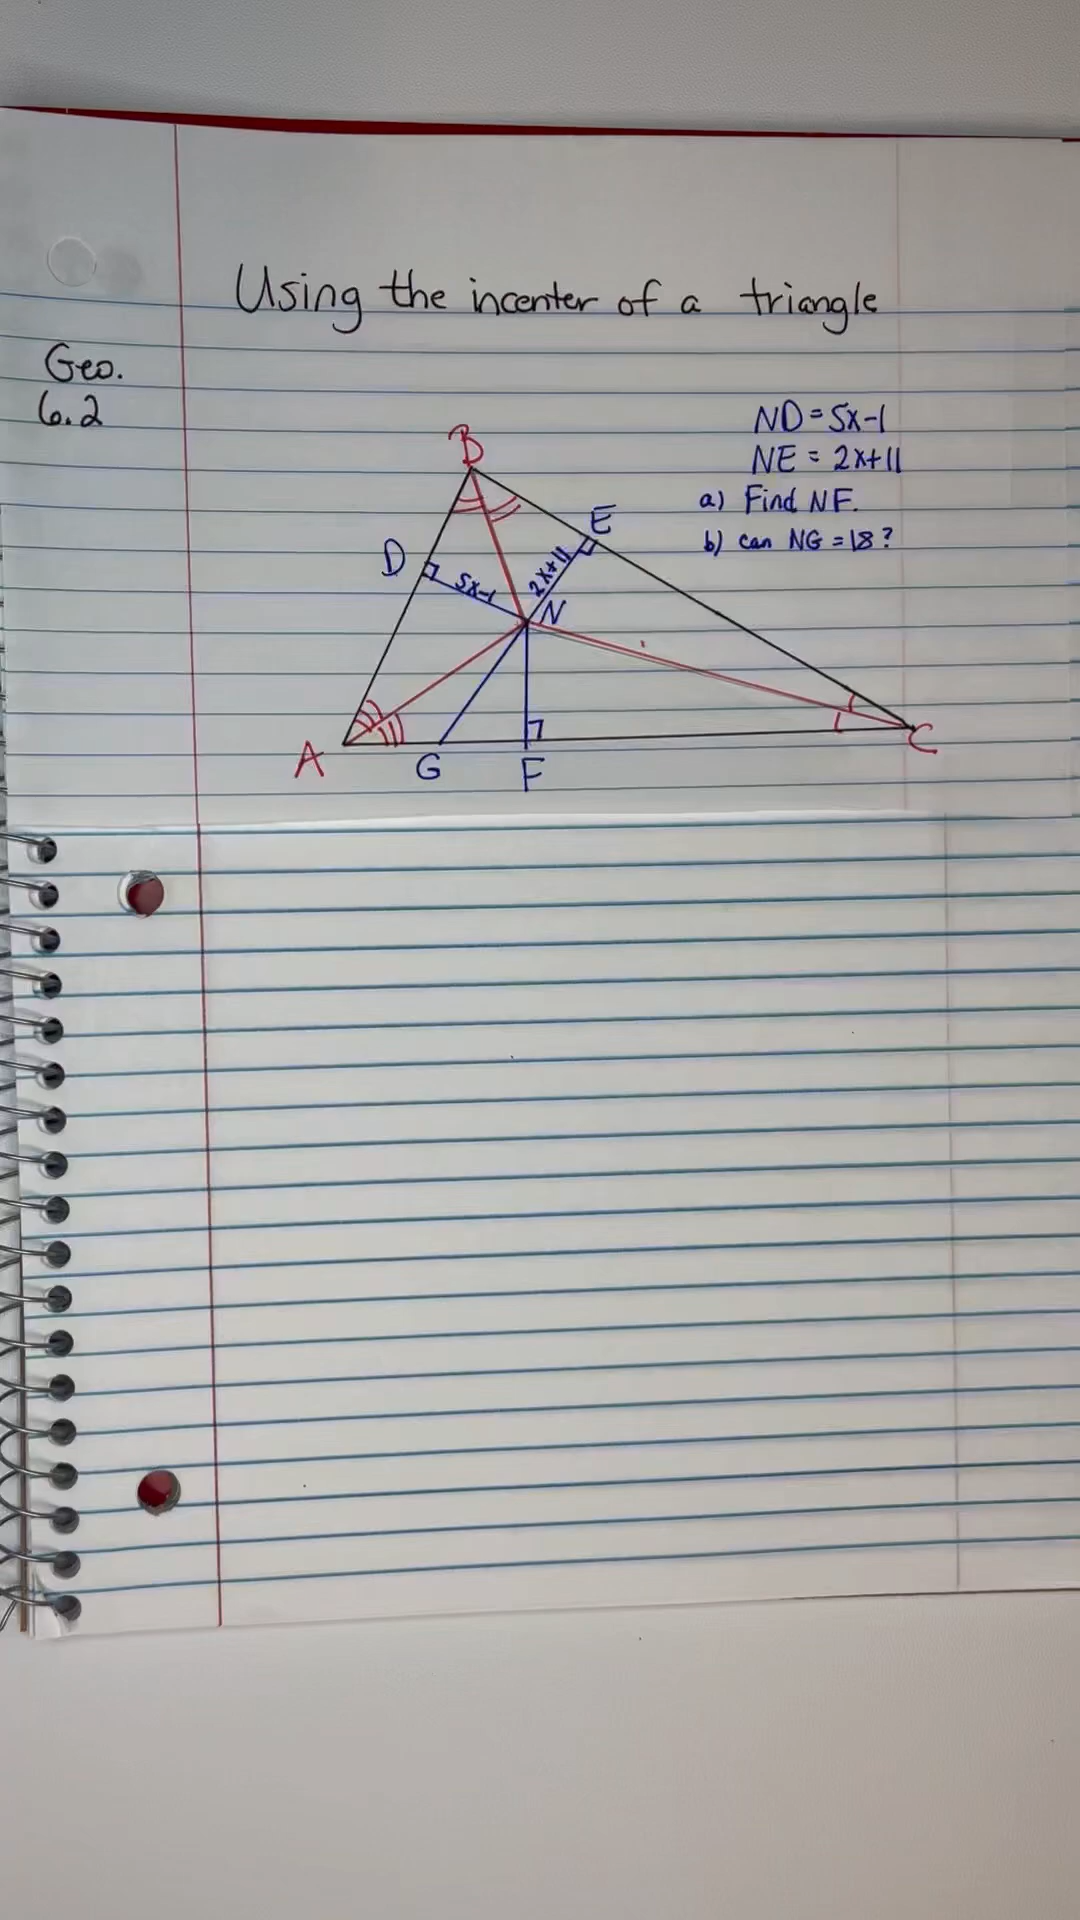 Using the incenter of a triangle
Geo.
6.2
ND = 5x-1
NE = 2x+11
a) Find NF.
b) can NG = 18?
B
E
D
5x-1
2x+11
N
A
G
F
C